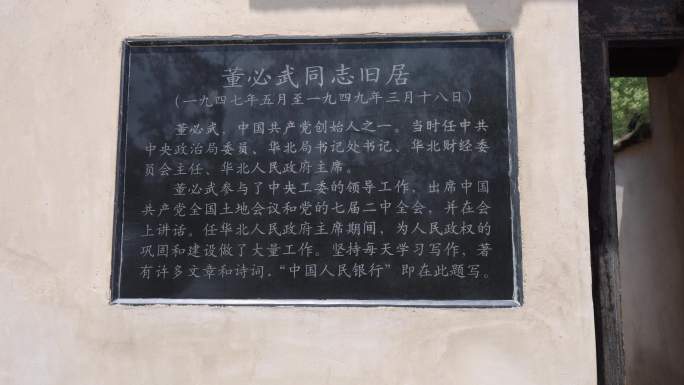 董必武同志旧居
(一九四七年五月至一九四九年三月十八日)
董必武，中国共产党创始人之一。当时任中共
中央政治局委员、华北局书记处书记、华北财经委
员会主任、华北人民政府主席。
董必武参与了中央工委的领导工作，出席中国
共产党全国土地会议和党的七届二中全会，并在会
上讲话。任华北人民政府主席期间，为人民政权的
巩固和建设做了大量工作。坚持每天学习写作，著
有许多文章和诗词，“中国人民银行”即在此题写。